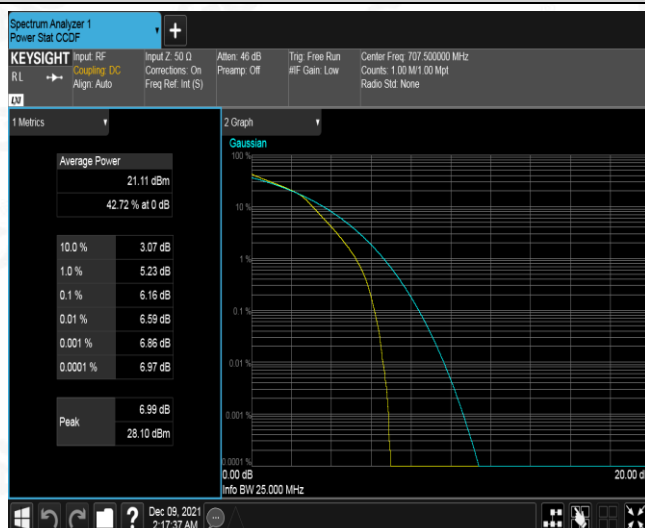 Spectrum Analyzer 1
Power Stat CCDF
+
KEYSIGHT
RL
LXI
Input: RF
Coupling: DC
Align: Auto
Input Z: 50 Ω
Corrections: On
Freq Ref: Int (S)
Atten: 46 dB
Preamp: Off
Trig: Free Run
#IF Gain: Low
Center Freq: 707.500000 MHz
Counts: 1.00 M/1.00 Mpt
Radio Std: None
1 Metrics
Average Power
21.11 dBm
42.72 % at 0 dB
10.0 % 3.07 dB
1.0 % 5.23 dB
0.1 % 6.16 dB
0.01 % 6.59 dB
0.001 % 6.86 dB
0.0001 % 6.97 dB
Peak 6.99 dB
28.10 dBm
2 Graph
Gaussian
100 %
10 %
1 %
0.1 %
0.01 %
0.001 %
0.0001 %
0.00 dB 20.00 d
Info BW 25.000 MHz
?
Dec 09, 2021
2:17:37 AM